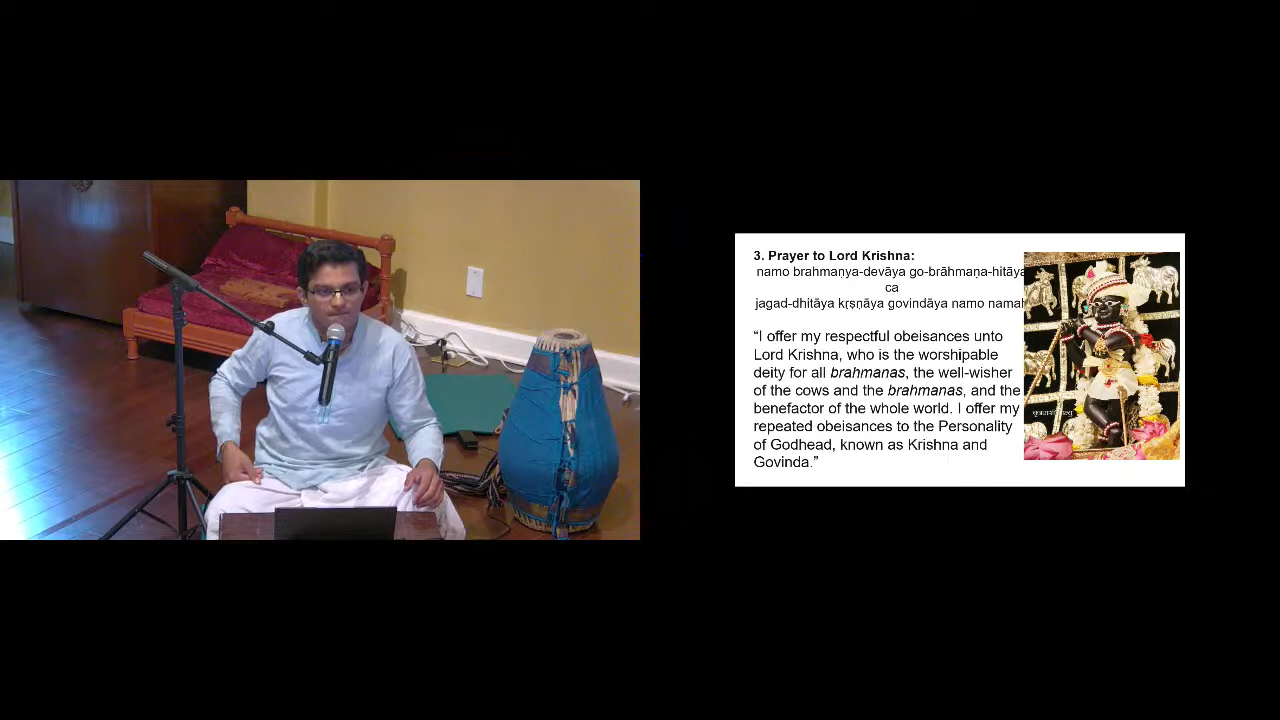 3. Prayer to Lord Krishna:
namo brahmaṇya-devāya go-brāhmaṇa-hitāya
ca
jagad-dhitāya kṛṣṇāya govindāya namo namaḥ
“I offer my respectful obeisances unto
Lord Krishna, who is the worshipable
deity for all brahmanas, the well-wisher
of the cows and the brahmanas, and the
benefactor of the whole world. I offer my
repeated obeisances to the Personality
of Godhead, known as Krishna and
Govinda.”